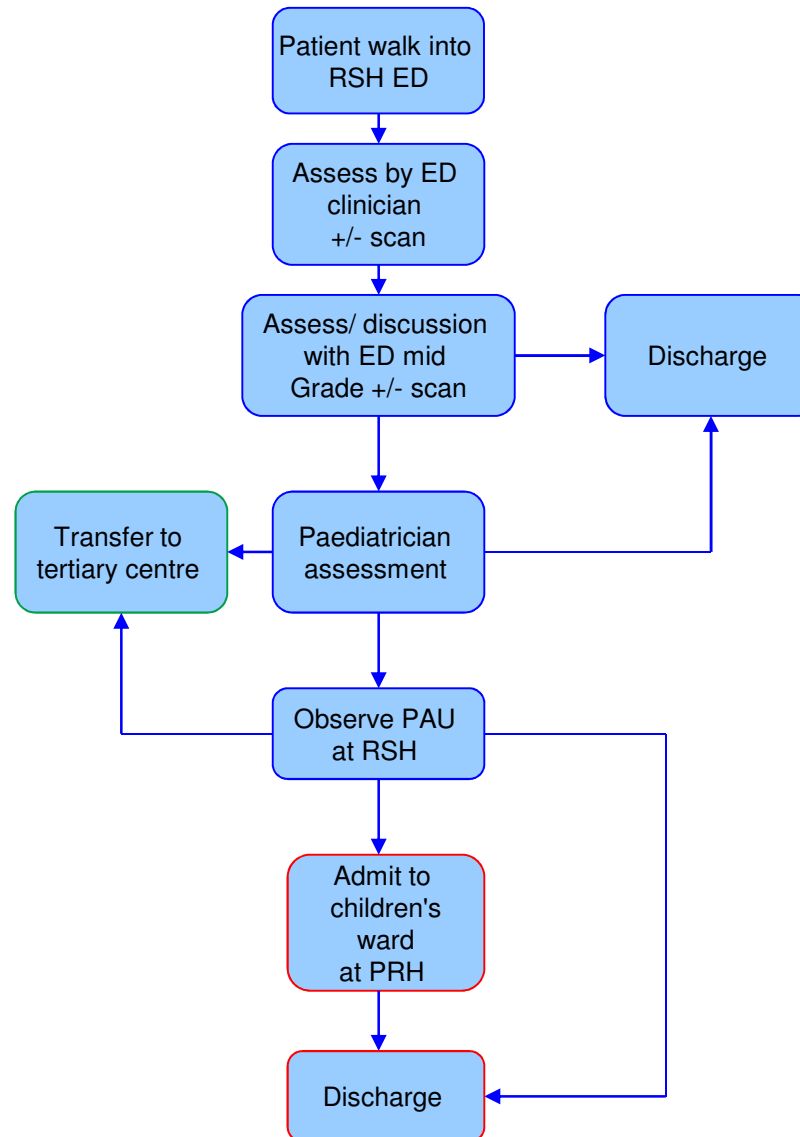 Patient walk into
RSH ED
Assess by ED
clinician
+/- scan
Assess/ discussion
with ED mid
Grade +/- scan
Discharge
Transfer to
tertiary centre
Paediatrician
assessment
Observe PAU
at RSH
Admit to
children's
ward
at PRH
Discharge